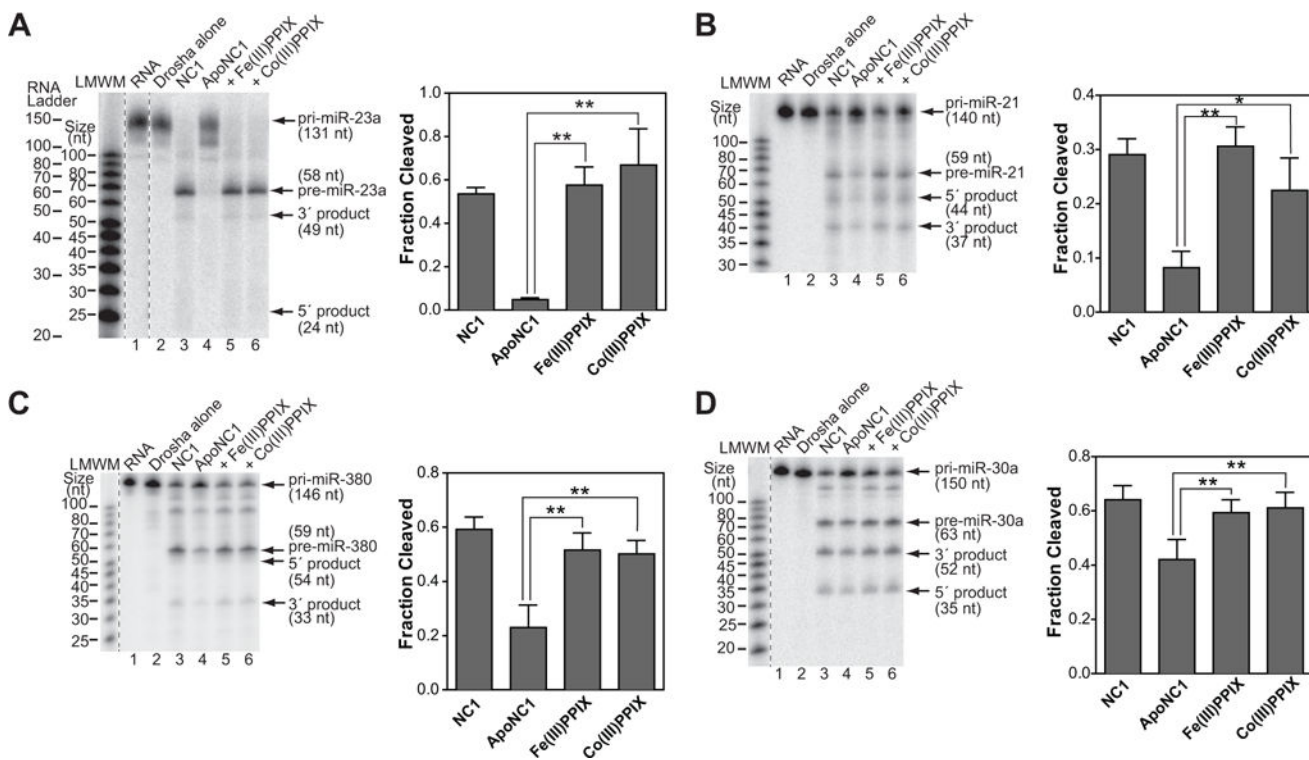 A
RNA Ladder
LMWM
RNA
Drosha alone
NC1
ApoNC1
+ Fe(III)PPIX
+ Co(III)PPIX
Size
(nt)
150
100
80
60
50
40
30
20
100
90
80
70
60
55
50
45
40
35
30
25
pri-miR-23a
(131 nt)
(58 nt)
pre-miR-23a
3´ product
(49 nt)
5´ product
(24 nt)
1 2 3 4 5 6
Fraction Cleaved
1.0
0.8
0.6
0.4
0.2
0.0
**
**
NC1
ApoNC1
Fe(III)PPIX
Co(III)PPIX
B
LMWM
RNA
Drosha alone
NC1
ApoNC1
+ Fe(III)PPIX
+ Co(III)PPIX
Size
(nt)
100
90
80
70
60
50
45
40
35
30
pri-miR-21
(140 nt)
(59 nt)
pre-miR-21
5´ product
(44 nt)
3´ product
(37 nt)
1 2 3 4 5 6
Fraction Cleaved
0.4
0.3
0.2
0.1
0.0
*
**
NC1
ApoNC1
Fe(III)PPIX
Co(III)PPIX
C
LMWM
RNA
Drosha alone
NC1
ApoNC1
+ Fe(III)PPIX
+ Co(III)PPIX
Size
(nt)
100
90
80
70
60
50
45
40
35
30
25
pri-miR-380
(146 nt)
(59 nt)
pre-miR-380
5´ product
(54 nt)
3´ product
(33 nt)
1 2 3 4 5 6
Fraction Cleaved
0.8
0.6
0.4
0.2
0.0
**
**
NC1
ApoNC1
Fe(III)PPIX
Co(III)PPIX
D
LMWM
RNA
Drosha alone
NC1
ApoNC1
+ Fe(III)PPIX
+ Co(III)PPIX
Size
(nt)
100
90
80
70
60
50
45
40
35
30
25
20
pri-miR-30a
(150 nt)
pre-miR-30a
(63 nt)
3´ product
(52 nt)
5´ product
(35 nt)
1 2 3 4 5 6
Fraction Cleaved
0.8
0.6
0.4
0.2
0.0
**
**
NC1
ApoNC1
Fe(III)PPIX
Co(III)PPIX